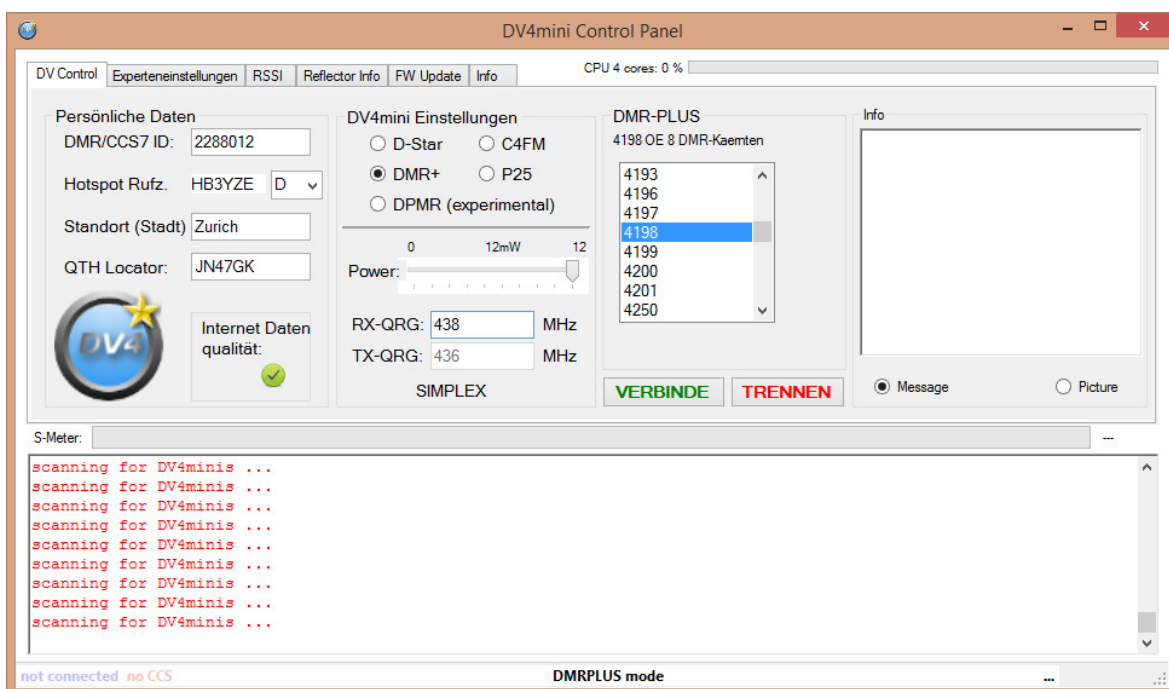 DV4mini Control Panel
DV Control Experteneinstellungen RSSI Reflector Info FW Update Info CPU 4 cores: 0 %
Persönliche Daten
DMR/CCS7 ID: 2288012
Hotspot Rufz. HB3YZE D
Standort (Stadt) Zurich
QTH Locator: JN47GK
DV4
Internet Daten
qualität:
DV4mini Einstellungen
D-Star C4FM
DMR+ P25
DPMR (experimental)
0 12mW 12
Power:
RX-QRG: 438 MHz
TX-QRG: 436 MHz
SIMPLEX
DMR-PLUS
4198 OE 8 DMR-Kaernten
4193
4196
4197
4198
4199
4200
4201
4250
VERBINDE TRENNEN
Info
Message Picture
S-Meter: ---
scanning for DV4minis ...
scanning for DV4minis ...
scanning for DV4minis ...
scanning for DV4minis ...
scanning for DV4minis ...
scanning for DV4minis ...
scanning for DV4minis ...
scanning for DV4minis ...
scanning for DV4minis ...
not connected no CCS DMRPLUS mode ...